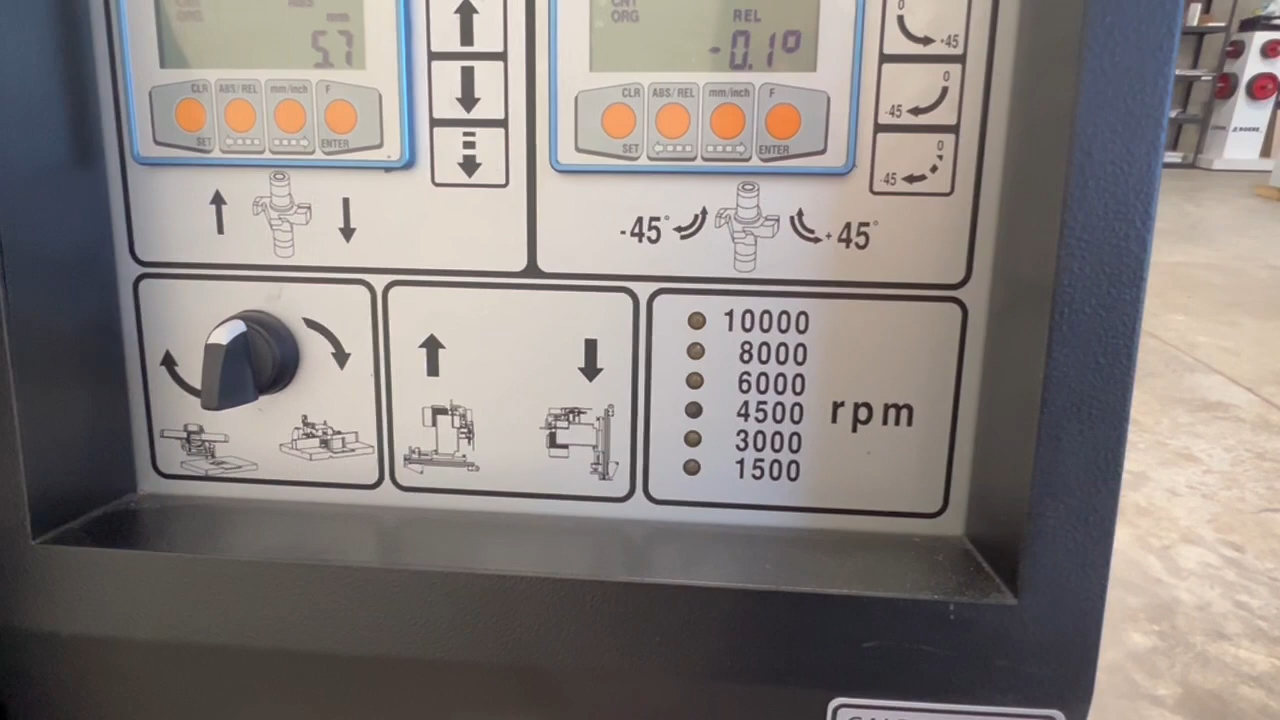 CNT
ORG
ABS
mm
5.7
CLR
ABS/REL
mm/inch
F
SET
ENTER
CNT
ORG
REL
-0.1°
CLR
ABS/REL
mm/inch
F
SET
ENTER
0
+45
0
-45
0
-45
-45°
+45°
10000
8000
6000
4500
3000
1500
rpm